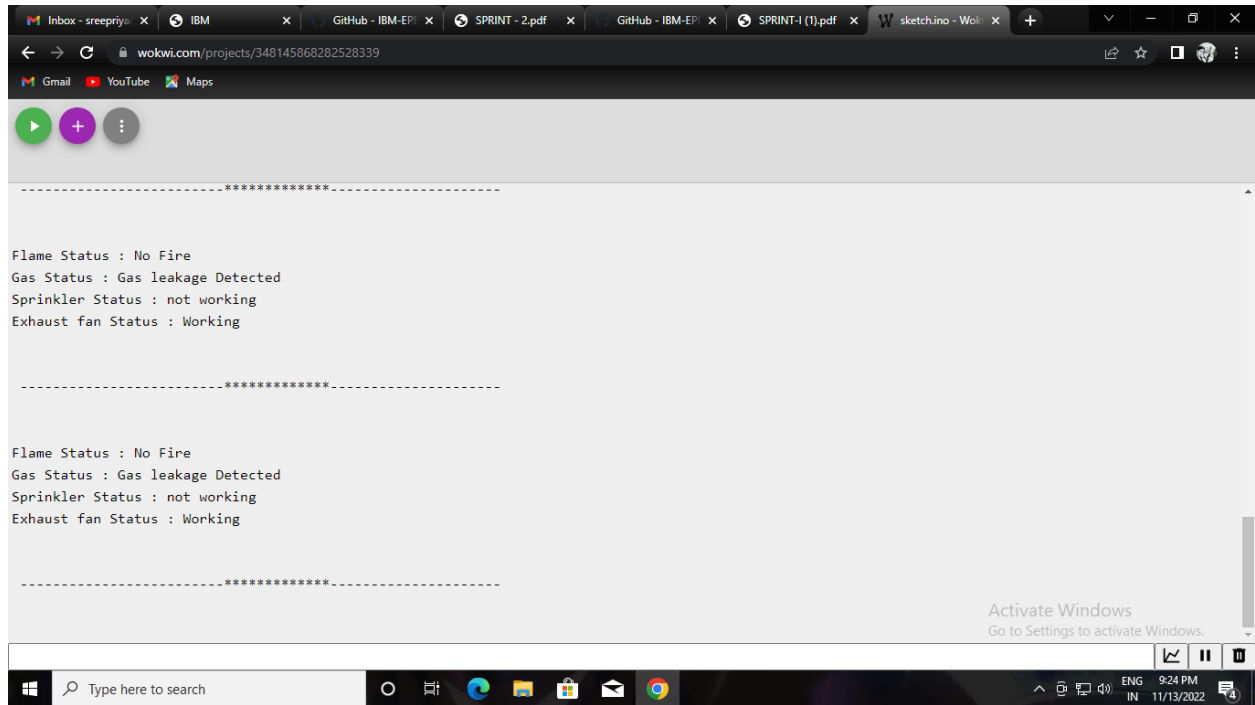 Inbox - sreepriya
IBM
GitHub - IBM-EP
SPRINT - 2.pdf
GitHub - IBM-EP
SPRINT-I (1).pdf
sketch.ino - Wok
wokwi.com/projects/348145868282528339
Gmail
YouTube
Maps
-------------------------*************---------------------
Flame Status : No Fire
Gas Status : Gas leakage Detected
Sprinkler Status : not working
Exhaust fan Status : Working
-------------------------*************---------------------
Flame Status : No Fire
Gas Status : Gas leakage Detected
Sprinkler Status : not working
Exhaust fan Status : Working
-------------------------*************---------------------
Activate Windows
Go to Settings to activate Windows.
Type here to search
ENG 9:24 PM
IN 11/13/2022
4